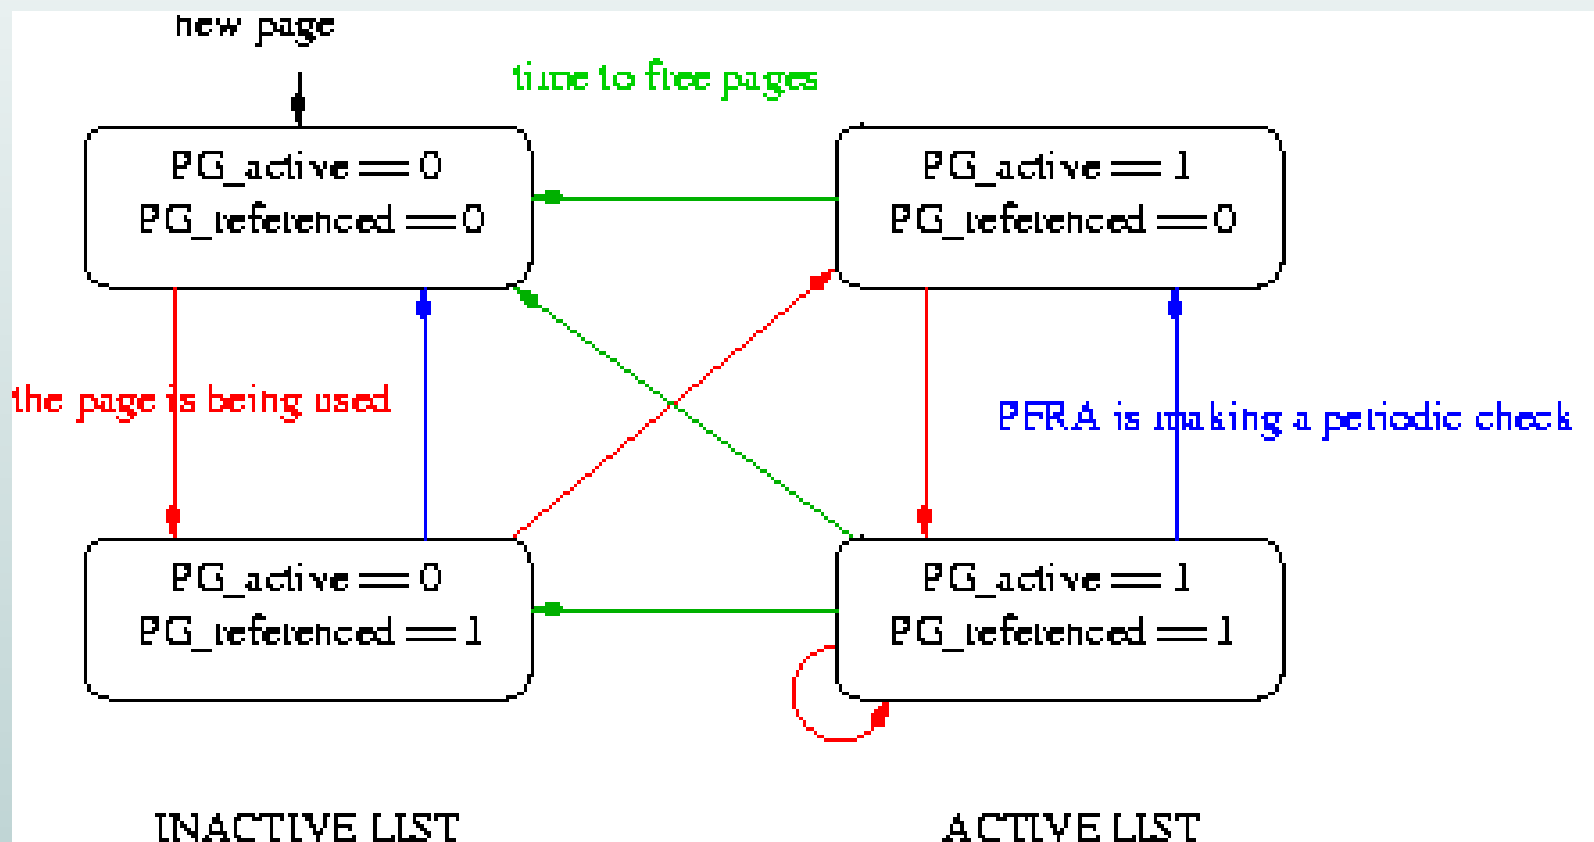 new page
time to free pages
PG_active == 0
PG_referenced == 0
PG_active == 1
PG_referenced == 0
the page is being used
PFRA is making a periodic check
PG_active == 0
PG_referenced == 1
PG_active == 1
PG_referenced == 1
INACTIVE LIST
ACTIVE LIST